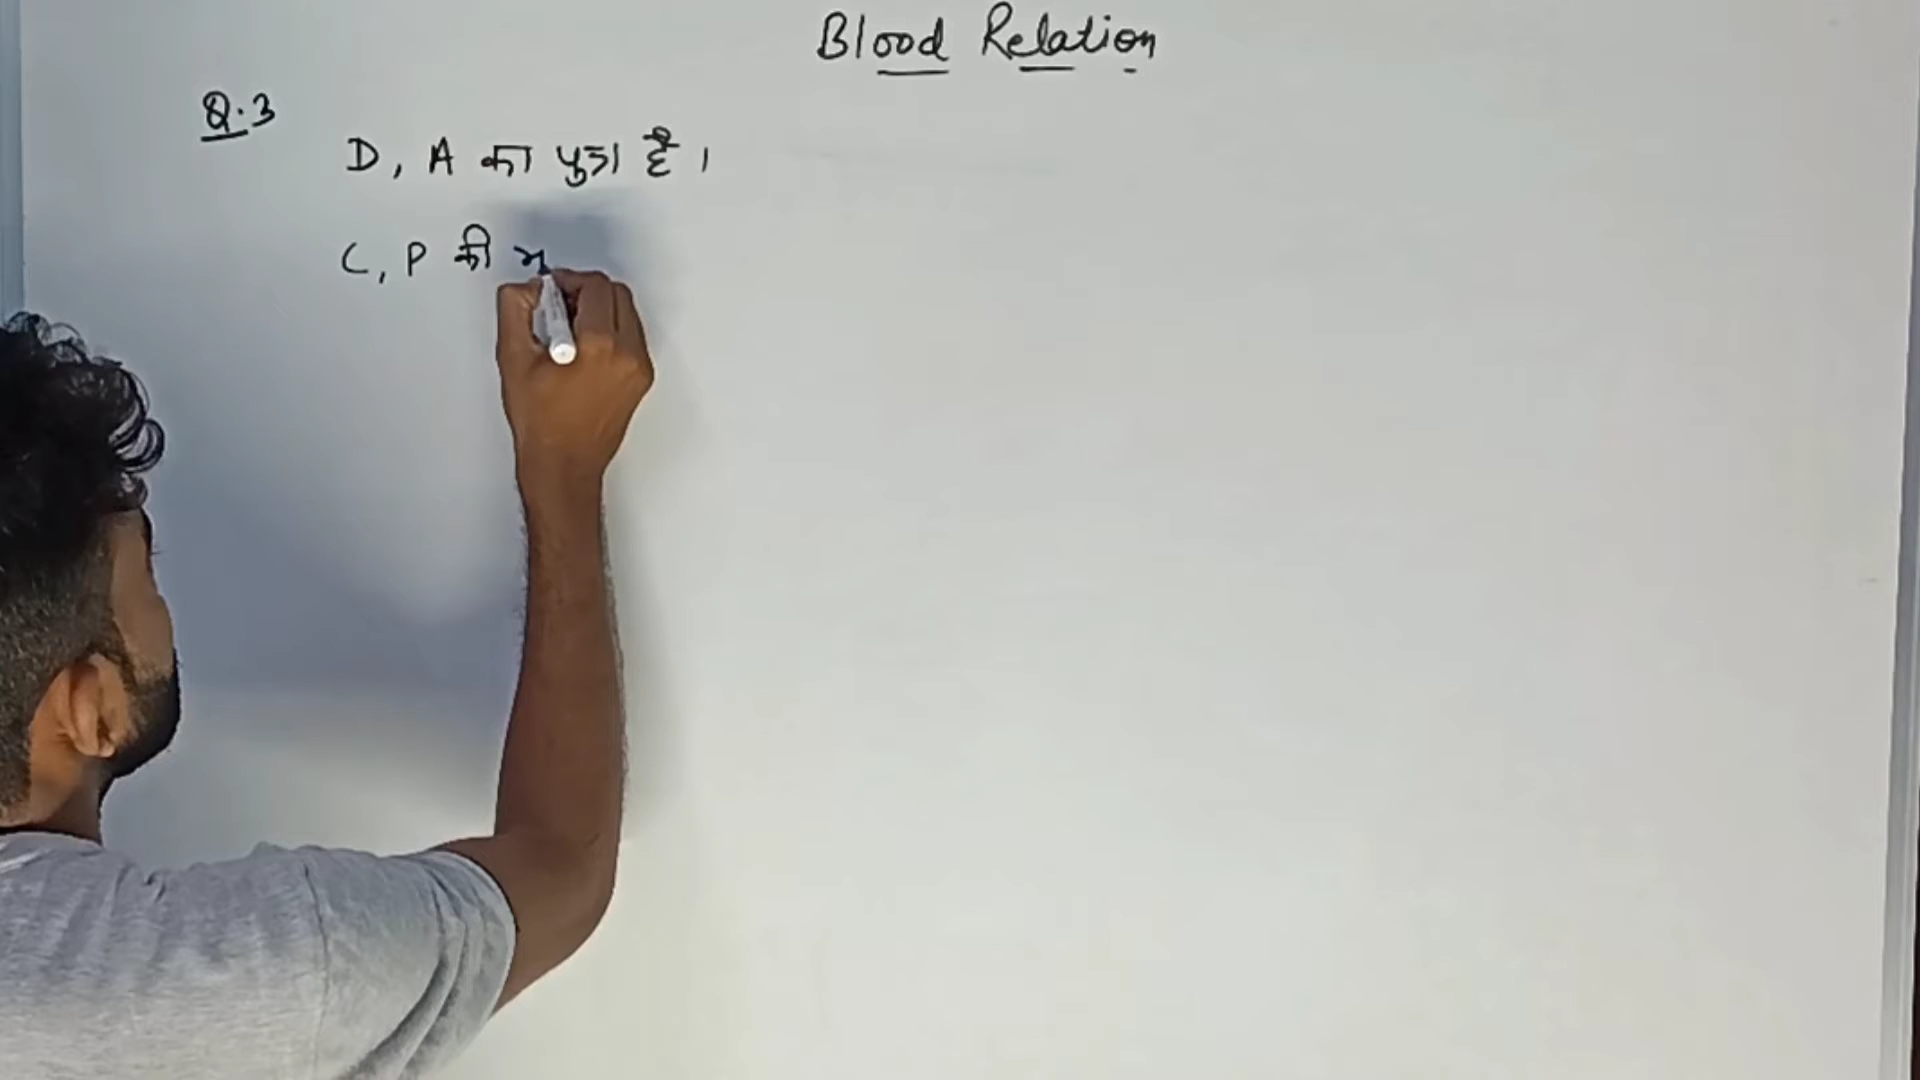 Blood Relation
Q.3
D, A का पुत्र है ।
C, P की